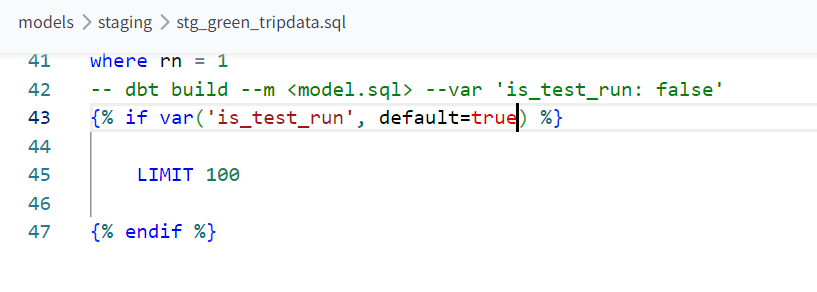 models > staging > stg_green_tripdata.sql
41 where rn = 1
42 -- dbt build --m <model.sql> --var 'is_test_run: false'
43 {% if var('is_test_run', default=true) %}
44
45 LIMIT 100
46
47 {% endif %}